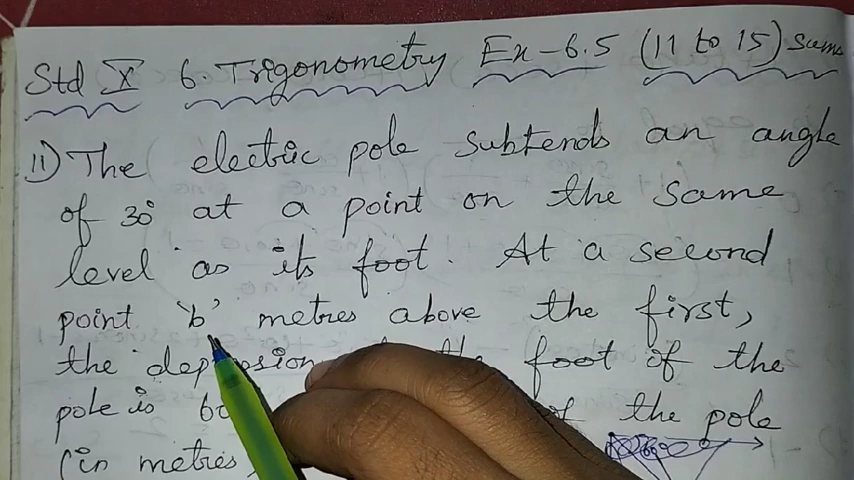 Std X 6. Trigonometry Ex-6.5 (11 to 15) Sums
11) The electric pole subtends an angle
of 30° at a point on the same
level as its foot. At a second
point 'b' metres above the first,
the foot of the
pole is the pole
(in metres